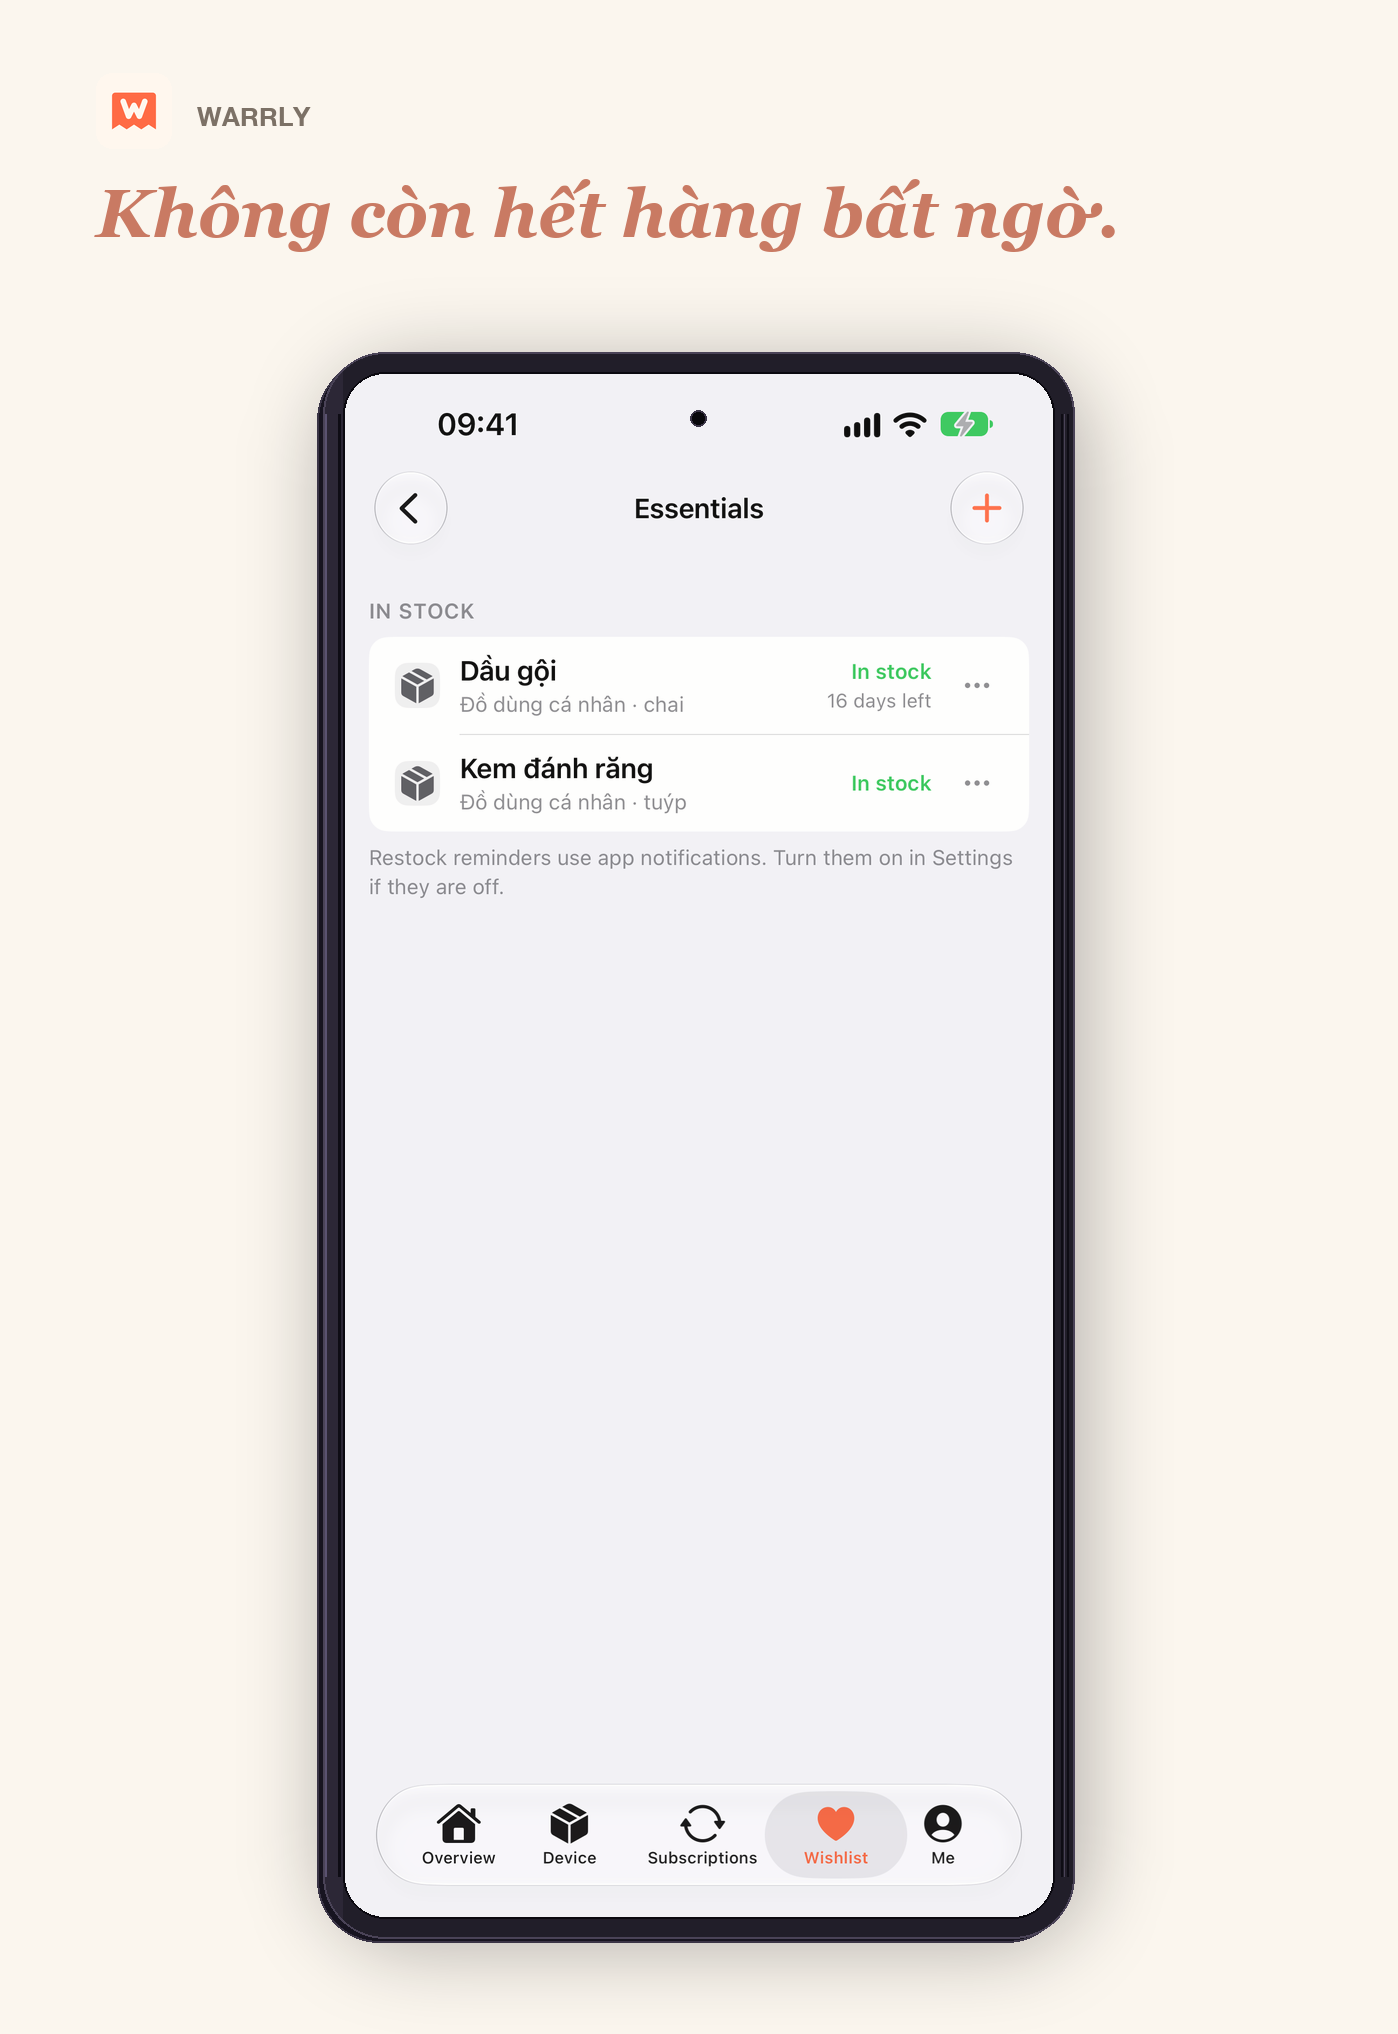 WARRLY
Không còn hết hàng bất ngờ.
09:41
Essentials
IN STOCK
Dầu gội
Đồ dùng cá nhân · chai
In stock
16 days left
Kem đánh răng
Đồ dùng cá nhân · tuýp
In stock
Restock reminders use app notifications. Turn them on in Settings
if they are off.
Overview
Device
Subscriptions
Wishlist
Me